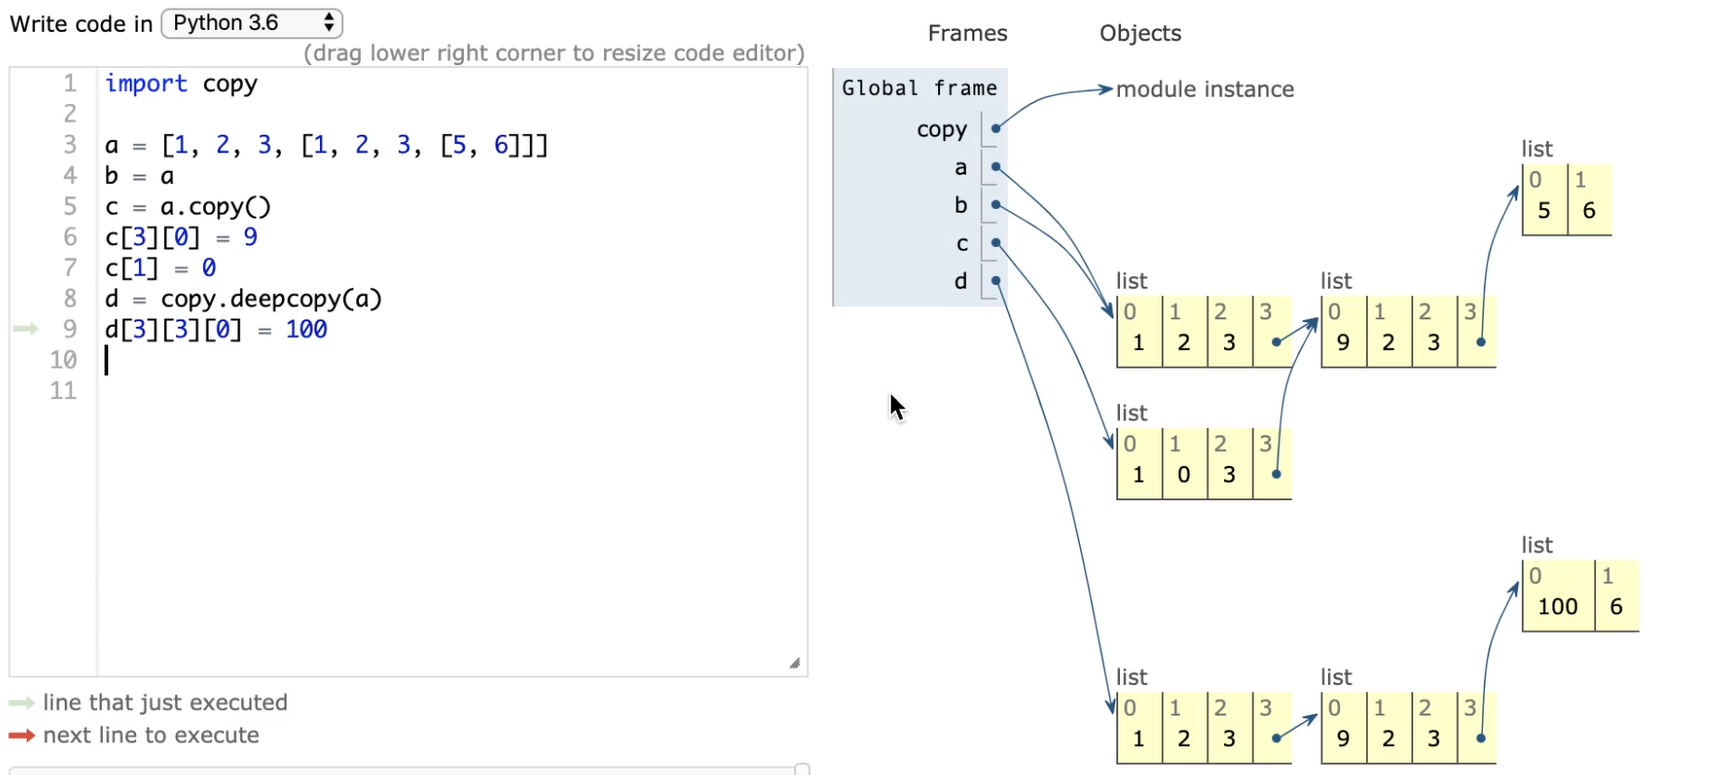 Write code in Python 3.6
(drag lower right corner to resize code editor)
1 import copy
2
3 a = [1, 2, 3, [1, 2, 3, [5, 6]]]
4 b = a
5 c = a.copy()
6 c[3][0] = 9
7 c[1] = 0
8 d = copy.deepcopy(a)
9 d[3][3][0] = 100
10
11
line that just executed
next line to execute
Frames Objects
Global frame
copy
a
b
c
d
module instance
list
0 1
5 6
list list
0 1 2 3 0 1 2 3
1 2 3 9 2 3
list
0 1 2 3
1 0 3
list
0 1
100 6
list list
0 1 2 3 0 1 2 3
1 2 3 9 2 3